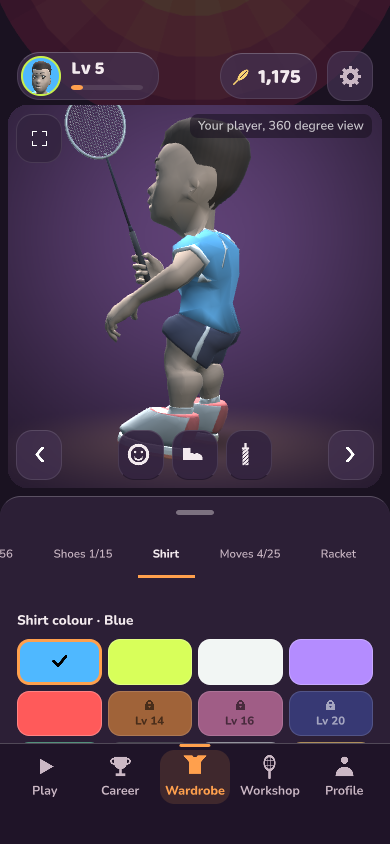 Lv 5
1,175
Your player, 360 degree view
56
Shoes 1/15
Shirt
Moves 4/25
Racket
Shirt colour · Blue
Lv 14
Lv 16
Lv 20
Play
Career
Wardrobe
Workshop
Profile